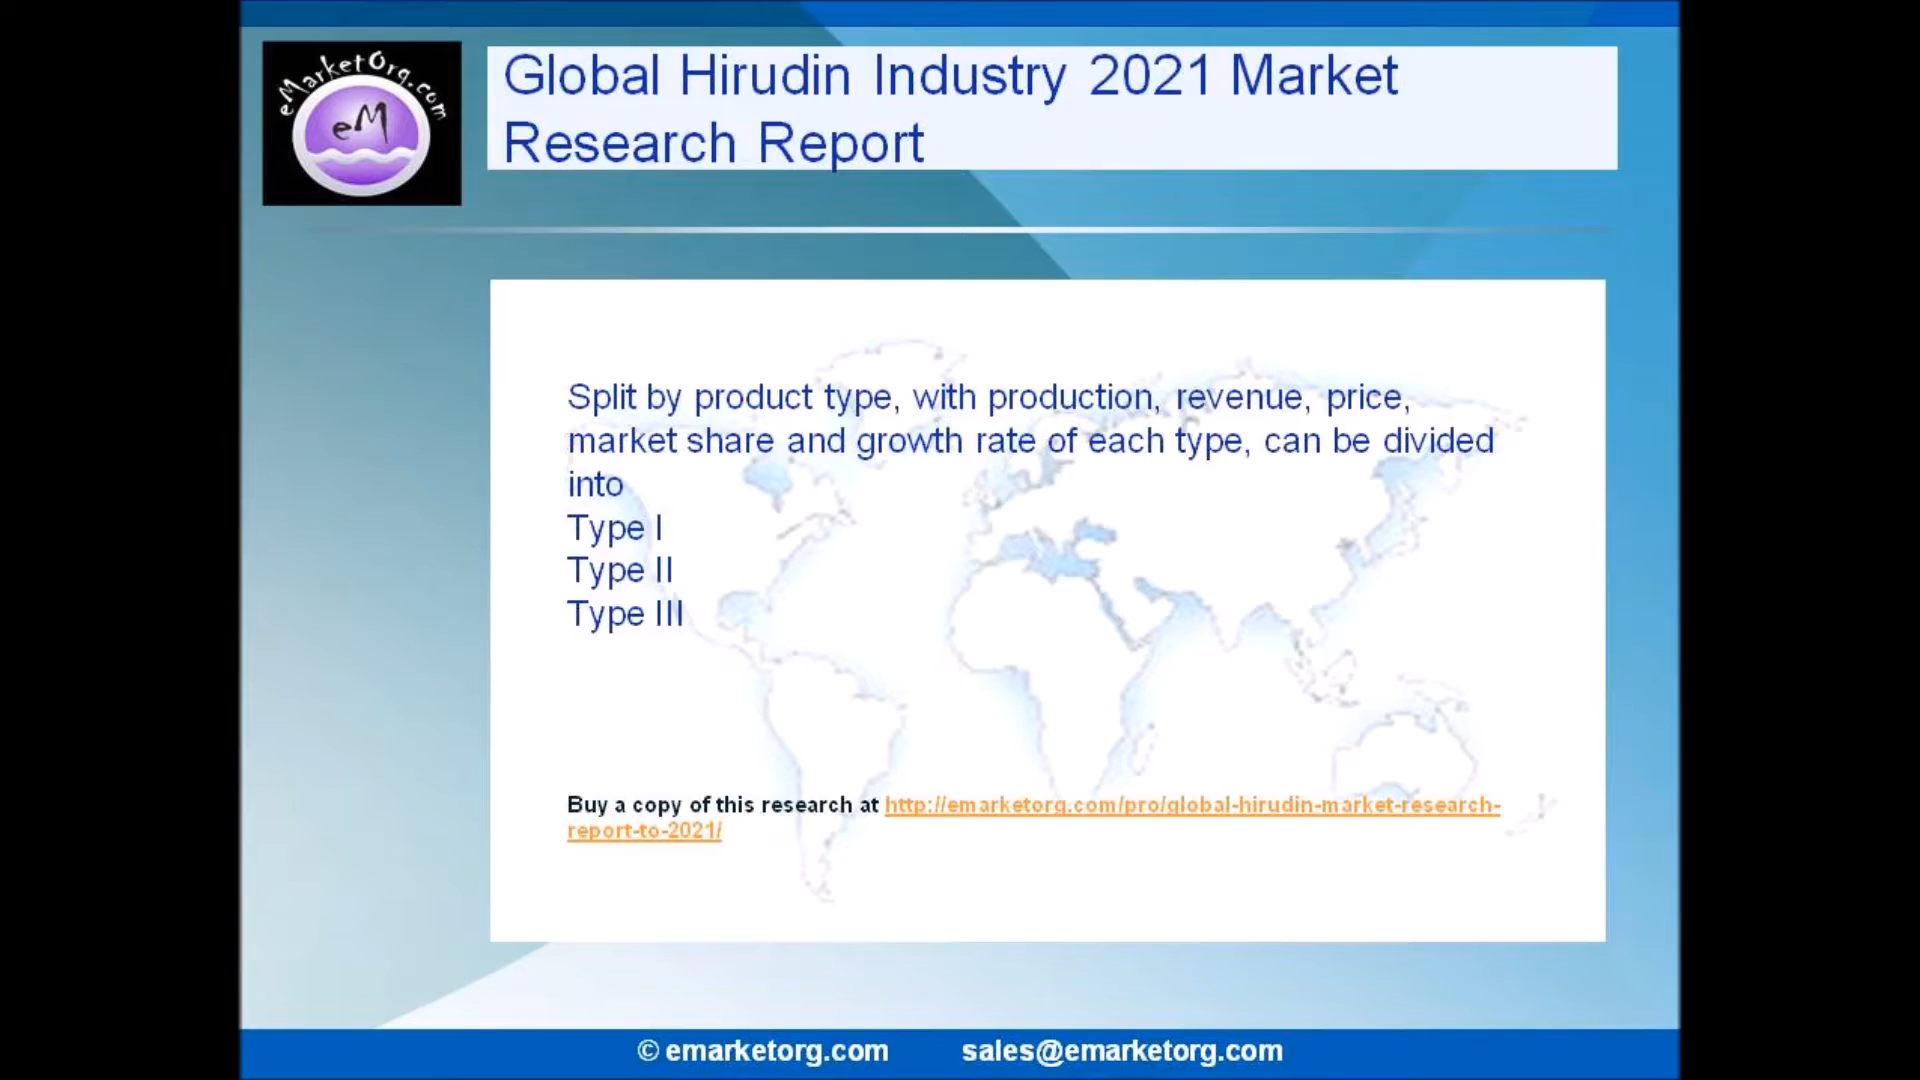 eMarketOrg.com
eM
Global Hirudin Industry 2021 Market
Research Report
Split by product type, with production, revenue, price,
market share and growth rate of each type, can be divided
into
Type I
Type II
Type III
Buy a copy of this research at http://emarketorg.com/pro/global-hirudin-market-research-
report-to-2021/
© emarketorg.com sales@emarketorg.com